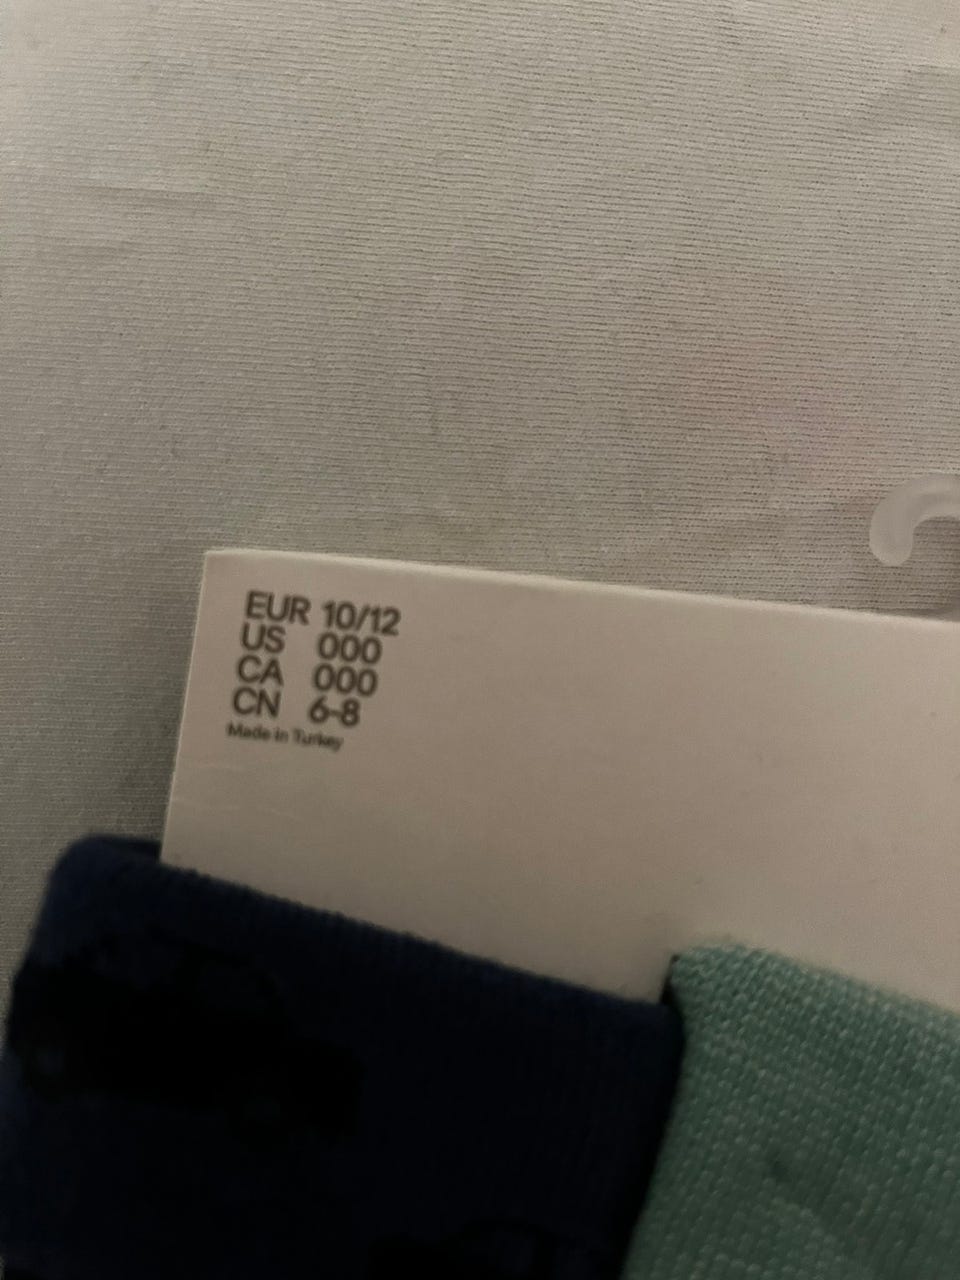 EUR 10/12
US 000
CA 000
CN 6-8
Made in Turkey